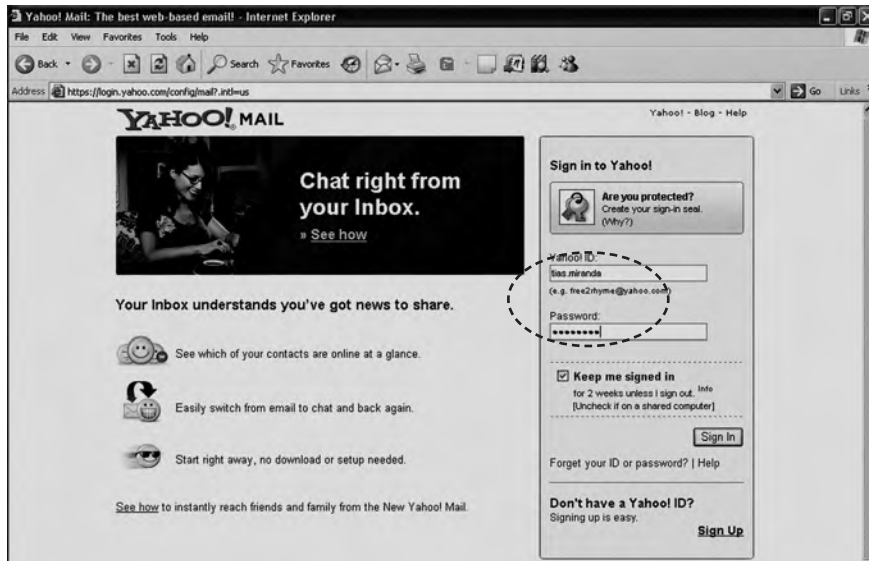 Yahoo! Mail: The best web-based email! - Internet Explorer
File Edit View Favorites Tools Help
Back Search Favorites
Address https://login.yahoo.com/config/mail?.intl=us Go Links
YAHOO! MAIL
Yahoo! - Blog - Help
Chat right from
your Inbox.
» See how
Your Inbox understands you've got news to share.
See which of your contacts are online at a glance.
Easily switch from email to chat and back again.
Start right away, no download or setup needed.
See how to instantly reach friends and family from the New Yahoo! Mail.
Sign in to Yahoo!
Are you protected?
Create your sign-in seal.
(Why?)
Yahoo! ID:
tias.miranda
(e.g. free2rhyme@yahoo.com)
Password:
••••••••
Keep me signed in
for 2 weeks unless I sign out. Info
[Uncheck if on a shared computer]
Sign In
Forget your ID or password? | Help
Don't have a Yahoo! ID?
Signing up is easy.
Sign Up